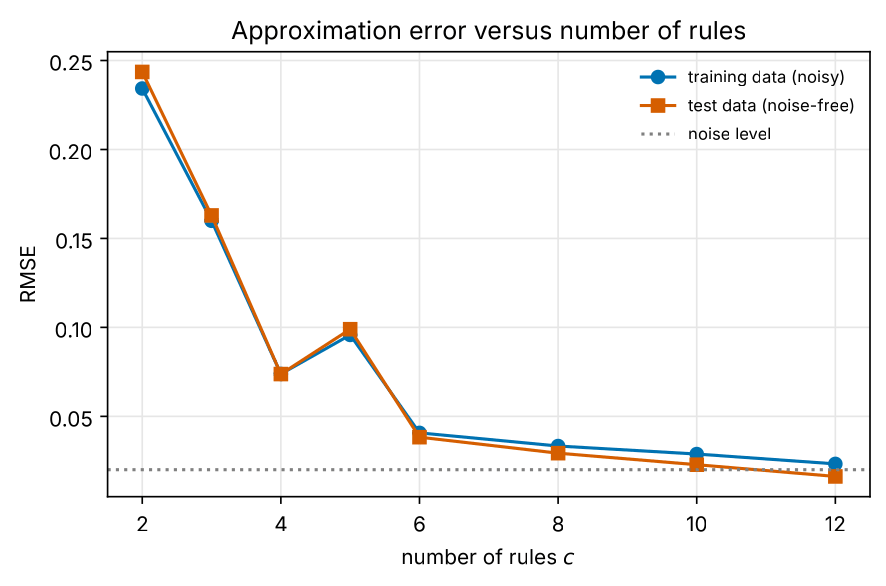 Approximation error versus number of rules
training data (noisy)
test data (noise-free)
noise level
RMSE
0.25
0.20
0.15
0.10
0.05
2 4 6 8 10 12
number of rules c